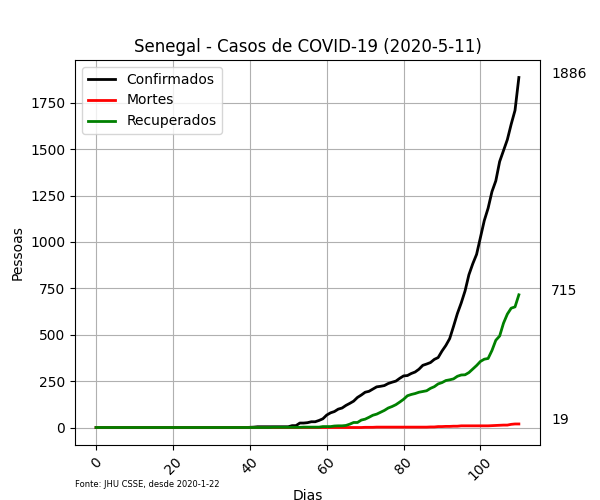 Senegal - Casos de COVID-19 (2020-5-11)
Confirmados
Mortes
Recuperados
1886
715
19
Pessoas
1750
1500
1250
1000
750
500
250
0
0
20
40
60
80
100
Dias
Fonte: JHU CSSE, desde 2020-1-22